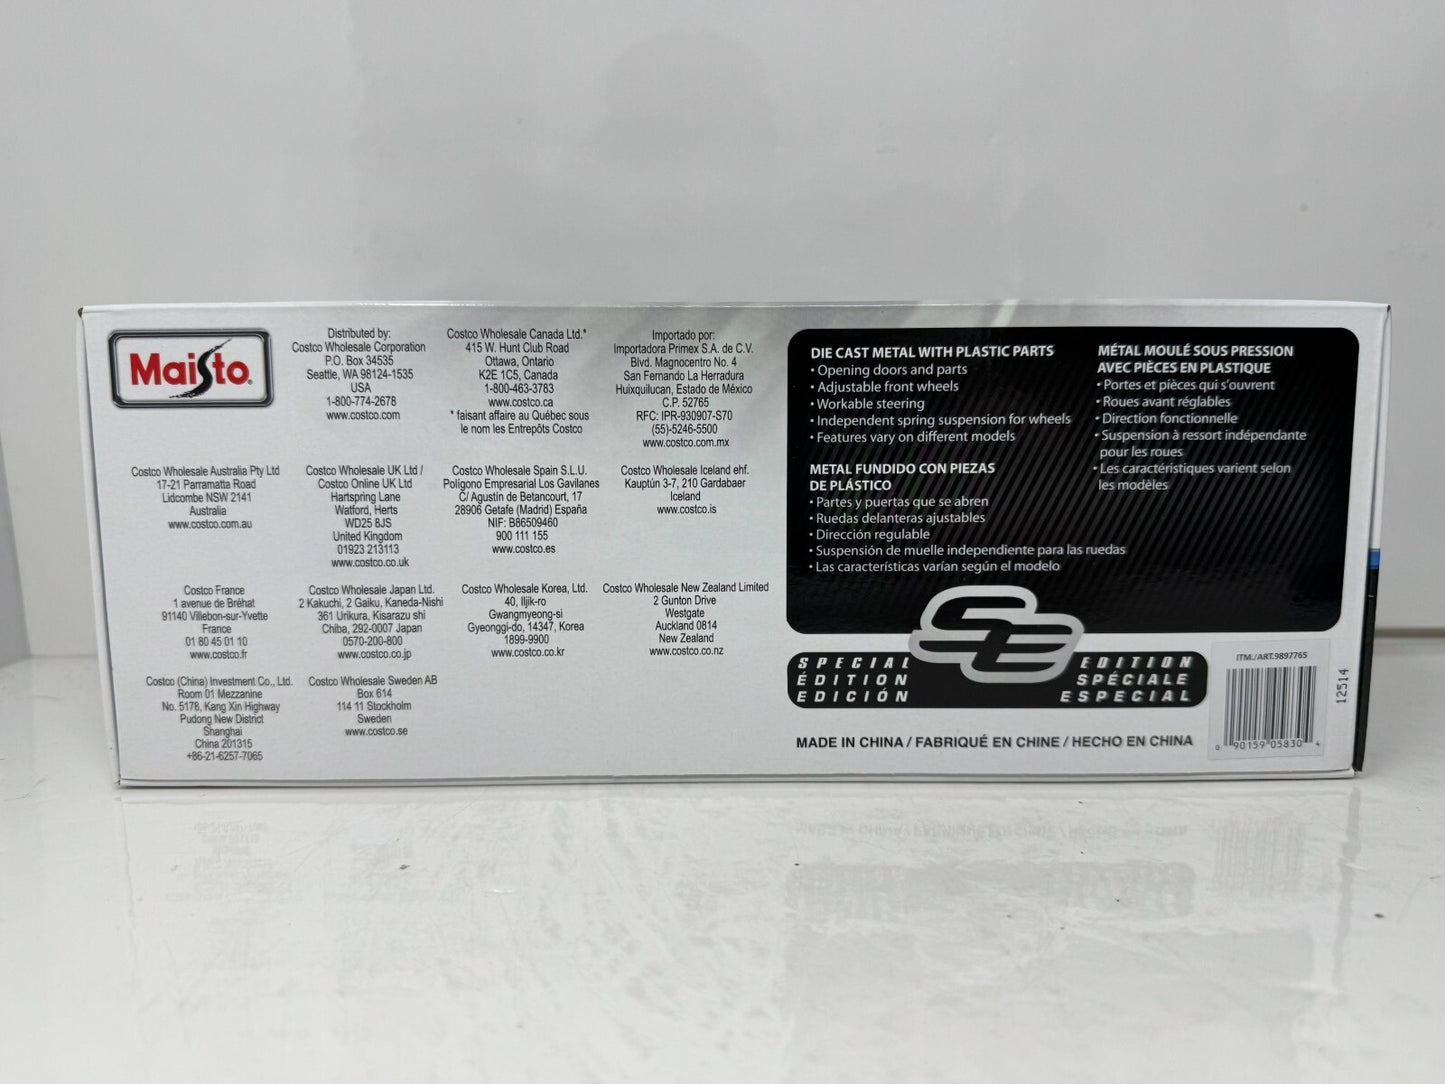 Maisto
Distributed by:
Costco Wholesale Corporation
P.O. Box 34535
Seattle, WA 98124-1535
USA
1-800-774-2678
www.costco.com
Costco Wholesale Canada Ltd.*
415 W. Hunt Club Road
Ottawa, Ontario
K2E 1C5, Canada
1-800-463-3783
www.costco.ca
* faisant affaire au Québec sous
le nom les Entrepôts Costco
Importado por:
Importadora Primex S.A. de C.V.
Blvd. Magnocentro No. 4
San Fernando La Herradura
Huixquilucan, Estado de México
C.P. 52765
RFC: IPR-930907-S70
(55)-5246-5500
www.costco.com.mx
Costco Wholesale Australia Pty Ltd
17-21 Parramatta Road
Lidcombe NSW 2141
Australia
www.costco.com.au
Costco Wholesale UK Ltd /
Costco Online UK Ltd
Hartspring Lane
Watford, Herts
WD25 8JS
United Kingdom
01923 213113
www.costco.co.uk
Costco Wholesale Spain S.L.U.
Polígono Empresarial Los Gavilanes
C/ Agustín de Betancourt, 17
28906 Getafe (Madrid) España
NIF: B86509460
900 111 155
www.costco.es
Costco Wholesale Iceland ehf.
Kauptún 3-7, 210 Gardabaer
Iceland
www.costco.is
Costco France
1 avenue de Bréhat
91140 Villebon-sur-Yvette
France
01 80 45 01 10
www.costco.fr
Costco Wholesale Japan Ltd.
2 Kakuchi, 2 Gaiku, Kaneda-Nishi
361 Urikura, Kisarazu shi
Chiba, 292-0007 Japan
0570-200-800
www.costco.co.jp
Costco Wholesale Korea, Ltd.
40, Iljik-ro
Gwangmyeong-si
Gyeonggi-do, 14347, Korea
1899-9900
www.costco.co.kr
Costco Wholesale New Zealand Limited
2 Gunton Drive
Westgate
Auckland 0814
New Zealand
www.costco.co.nz
Costco (China) Investment Co., Ltd.
Room 01 Mezzanine
No. 5178, Kang Xin Highway
Pudong New District
Shanghai
China 201315
+86-21-6257-7065
Costco Wholesale Sweden AB
Box 614
114 11 Stockholm
Sweden
www.costco.se
DIE CAST METAL WITH PLASTIC PARTS
• Opening doors and parts
• Adjustable front wheels
• Workable steering
• Independent spring suspension for wheels
• Features vary on different models
METAL FUNDIDO CON PIEZAS
DE PLÁSTICO
• Partes y puertas que se abren
• Ruedas delanteras ajustables
• Dirección regulable
• Suspensión de muelle independiente para las ruedas
• Las características varían según el modelo
MÉTAL MOULÉ SOUS PRESSION
AVEC PIÈCES EN PLASTIQUE
• Portes et pièces qui s'ouvrent
• Roues avant réglables
• Direction fonctionnelle
• Suspension à ressort indépendante
pour les roues
• Les caractéristiques varient selon
les modèles
SE
SPECIAL EDITION
ÉDITION SPÉCIALE
EDICIÓN ESPECIAL
MADE IN CHINA / FABRIQUÉ EN CHINE / HECHO EN CHINA
ITM./ART.9897765
0 90159 05830 4
12514